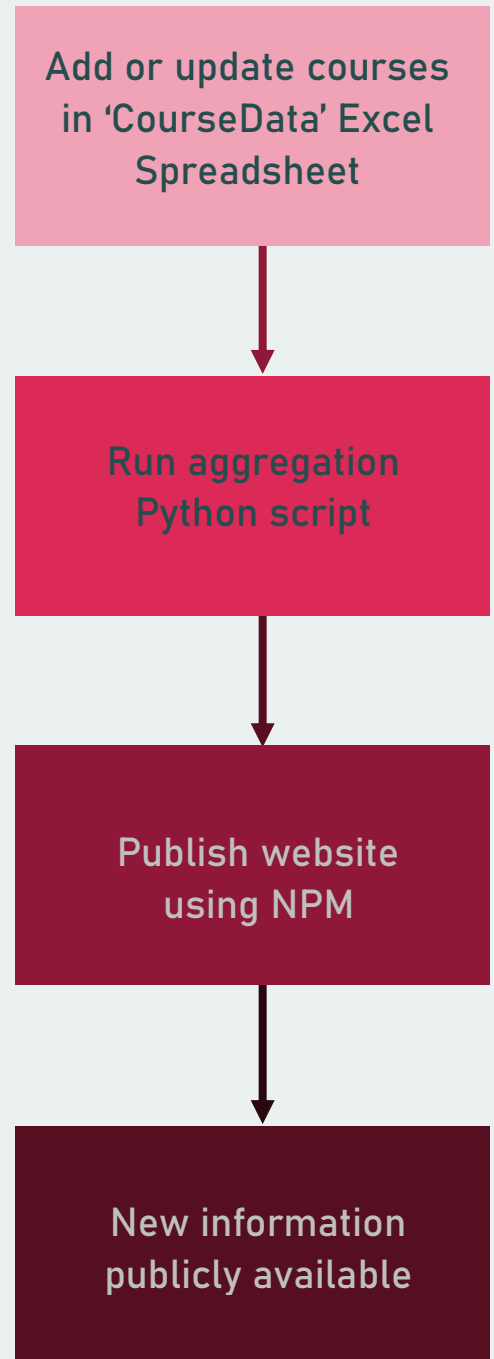 Add or update courses
in ‘CourseData’ Excel
Spreadsheet
Run aggregation
Python script
Publish website
using NPM
New information
publicly available